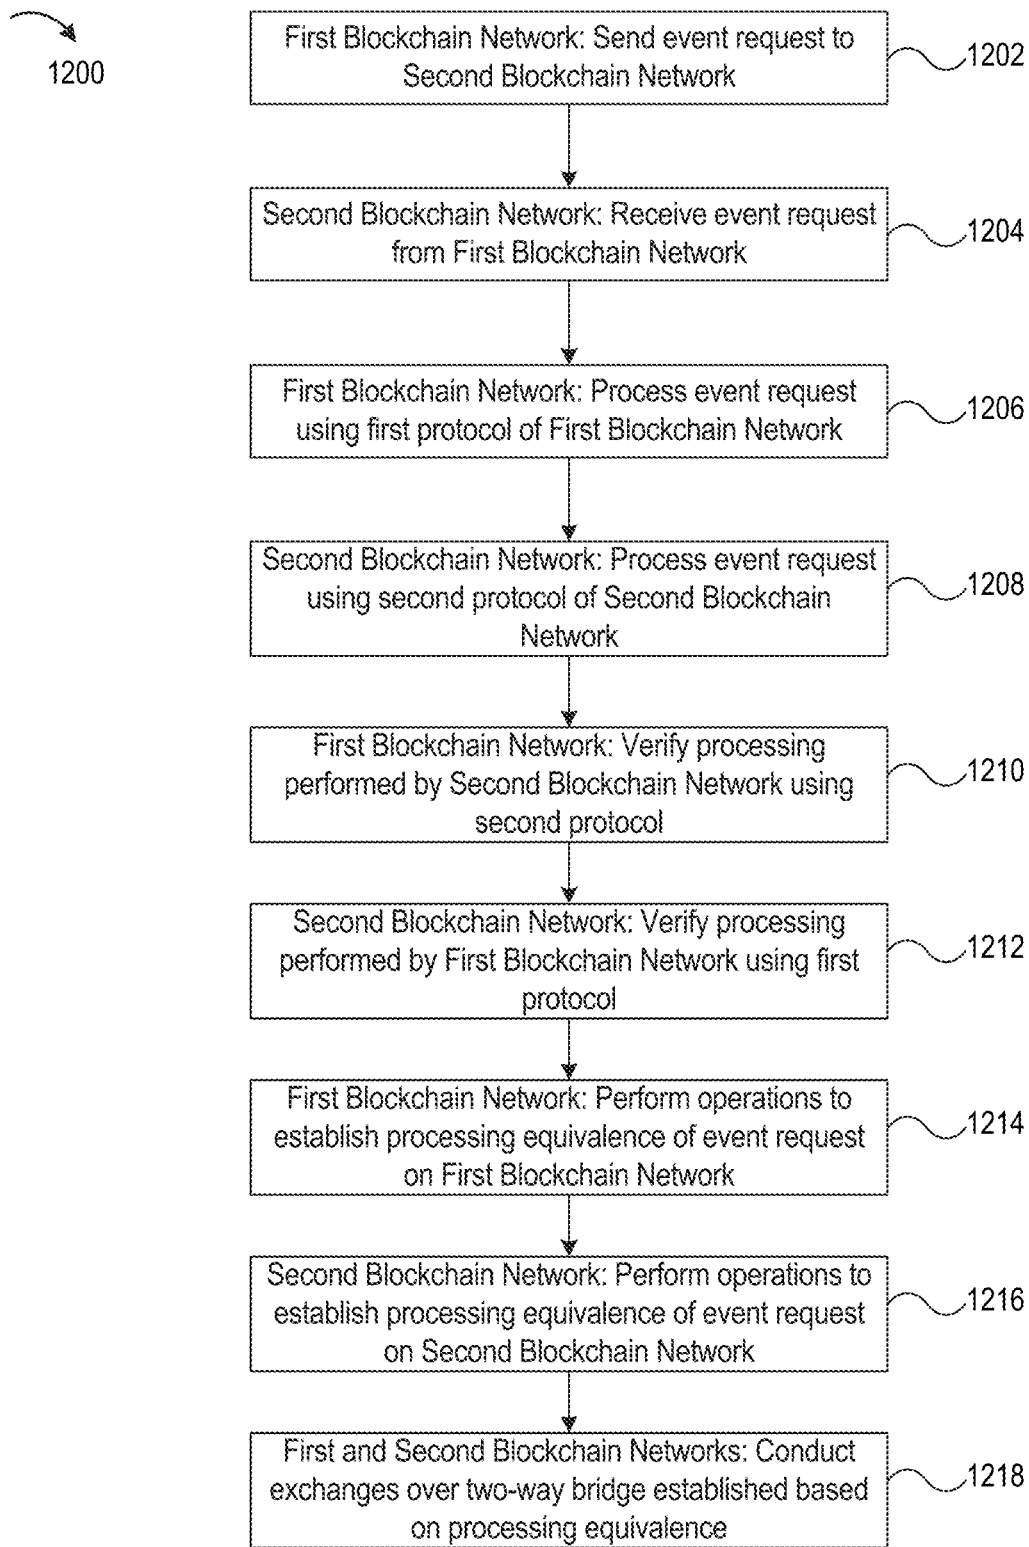 1200
First Blockchain Network: Send event request to
Second Blockchain Network
1202
Second Blockchain Network: Receive event request
from First Blockchain Network
1204
First Blockchain Network: Process event request
using first protocol of First Blockchain Network
1206
Second Blockchain Network: Process event request
using second protocol of Second Blockchain
Network
1208
First Blockchain Network: Verify processing
performed by Second Blockchain Network using
second protocol
1210
Second Blockchain Network: Verify processing
performed by First Blockchain Network using first
protocol
1212
First Blockchain Network: Perform operations to
establish processing equivalence of event request
on First Blockchain Network
1214
Second Blockchain Network: Perform operations to
establish processing equivalence of event request
on Second Blockchain Network
1216
First and Second Blockchain Networks: Conduct
exchanges over two-way bridge established based
on processing equivalence
1218